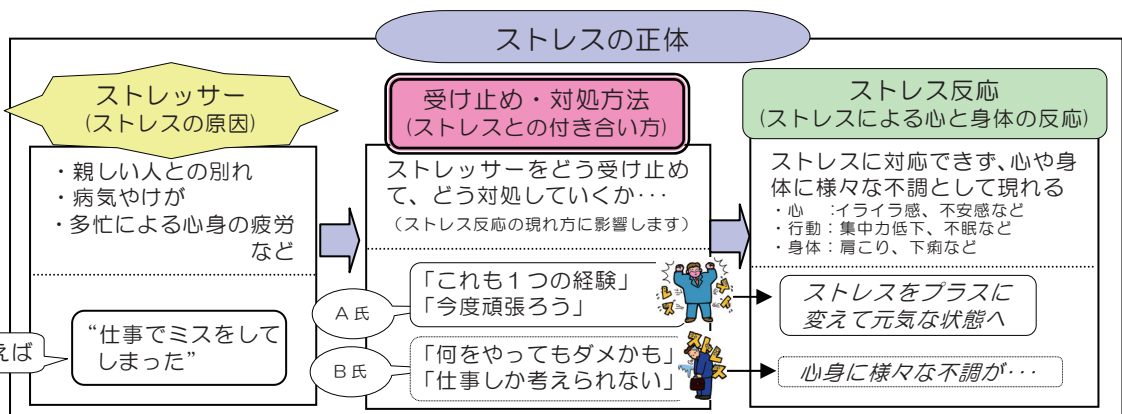 ストレスの正体
ストレッサー
(ストレスの原因)
・親しい人との別れ
・病気やけが
・多忙による心身の疲労
など
えば
“仕事でミスをして
しまった”
受け止め・対処方法
(ストレスとの付き合い方)
ストレッサーをどう受け止め
て、どう対処していくか･･･
(ストレス反応の現れ方に影響します)
A氏
「これも１つの経験」
「今度頑張ろう」
B氏
「何をやってもダメかも」
「仕事しか考えられない」
ストレス
ストレス反応
(ストレスによる心と身体の反応)
ストレスに対応できず、心や身
体に様々な不調として現れる
・心　：イライラ感、不安感など
・行動：集中力低下、不眠など
・身体：肩こり、下痢など
ストレスをプラスに
変えて元気な状態へ
心身に様々な不調が･･･